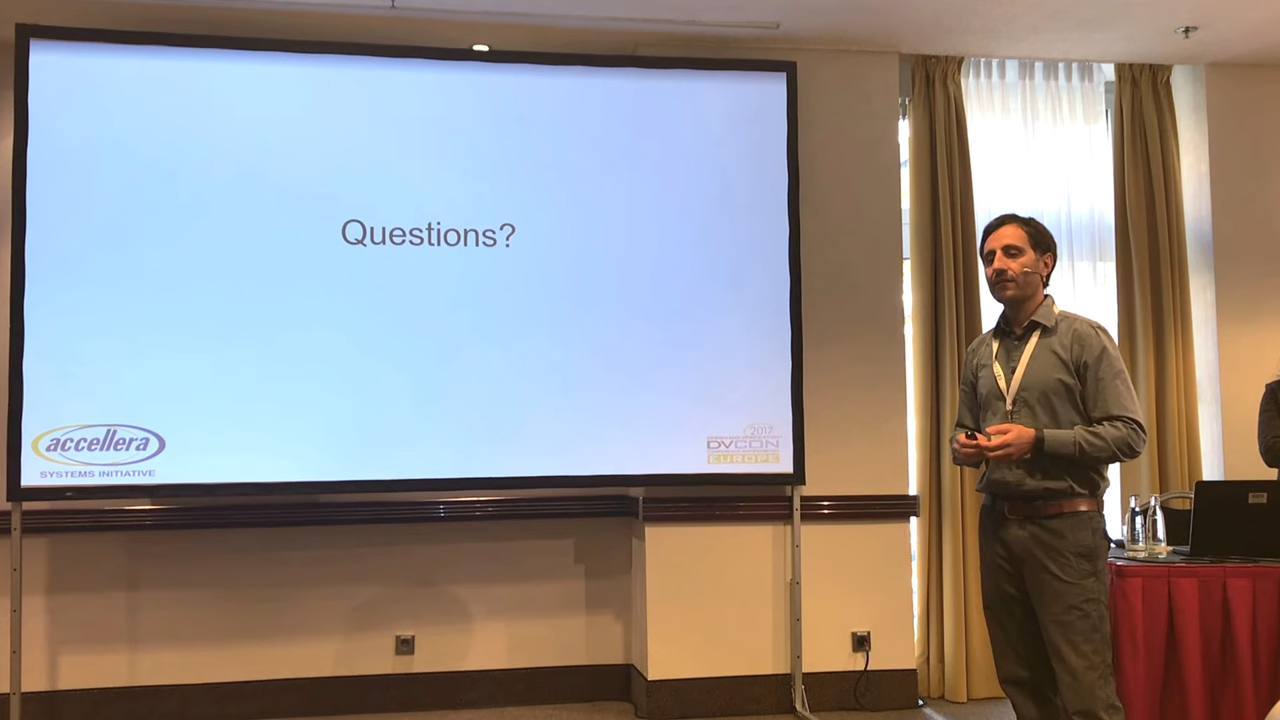 Questions?
accellera
SYSTEMS INITIATIVE
2017
DVCON
EUROPE